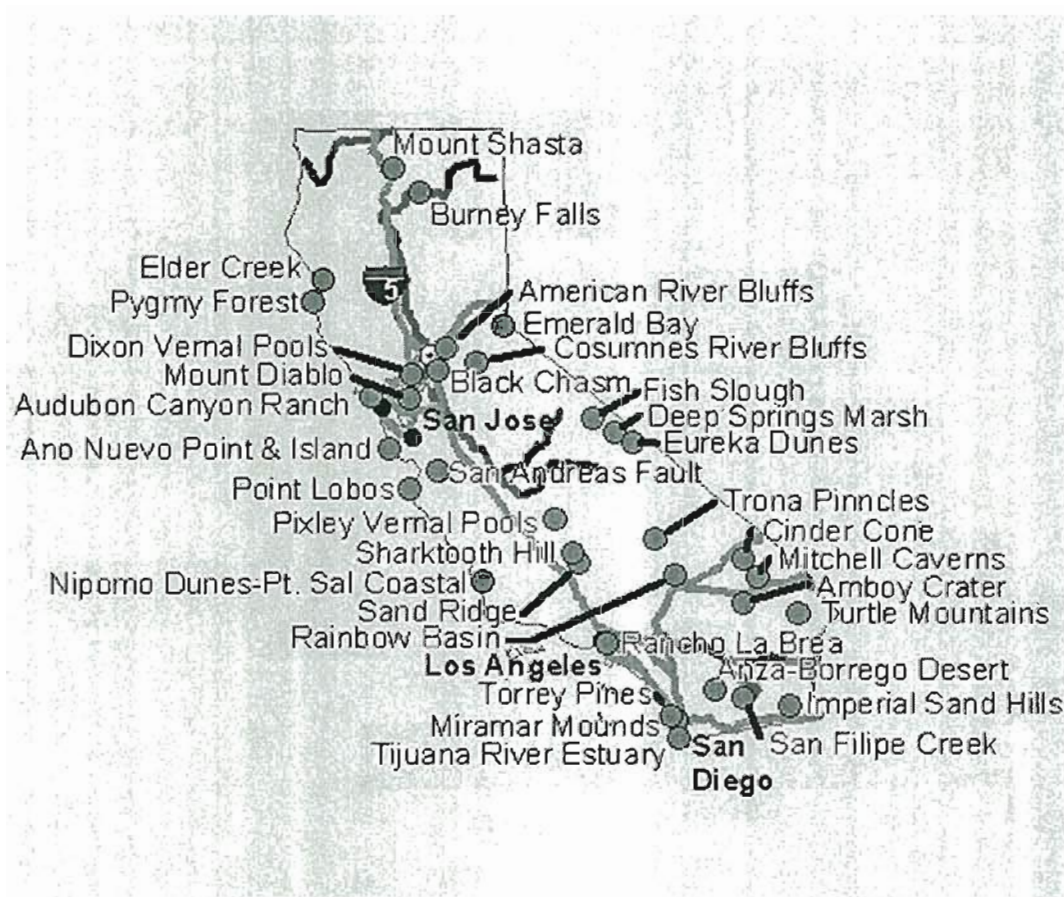 Mount Shasta
Burney Falls
Elder Creek
5
Pygmy Forest
American River Bluffs
Emerald Bay
Dixon Vernal Pools
Cosumnes River Bluffs
Mount Diablo
Black Chasm
Audubon Canyon Ranch
Fish Slough
San Jose
Deep Springs Marsh
Eureka Dunes
Ano Nuevo Point & Island
San Andreas Fault
Point Lobos
Trona Pinncles
Pixley Vernal Pools
Cinder Cone
Sharktooth Hill
Mitchell Caverns
Nipomo Dunes-Pt. Sal Coastal
Amboy Crater
Sand Ridge
Turtle Mountains
Rainbow Basin
Rancho La Brea
Los Angeles
Anza-Borrego Desert
Torrey Pines
Imperial Sand Hills
Miramar Mounds
San Filipe Creek
Tijuana River Estuary
San
Diego